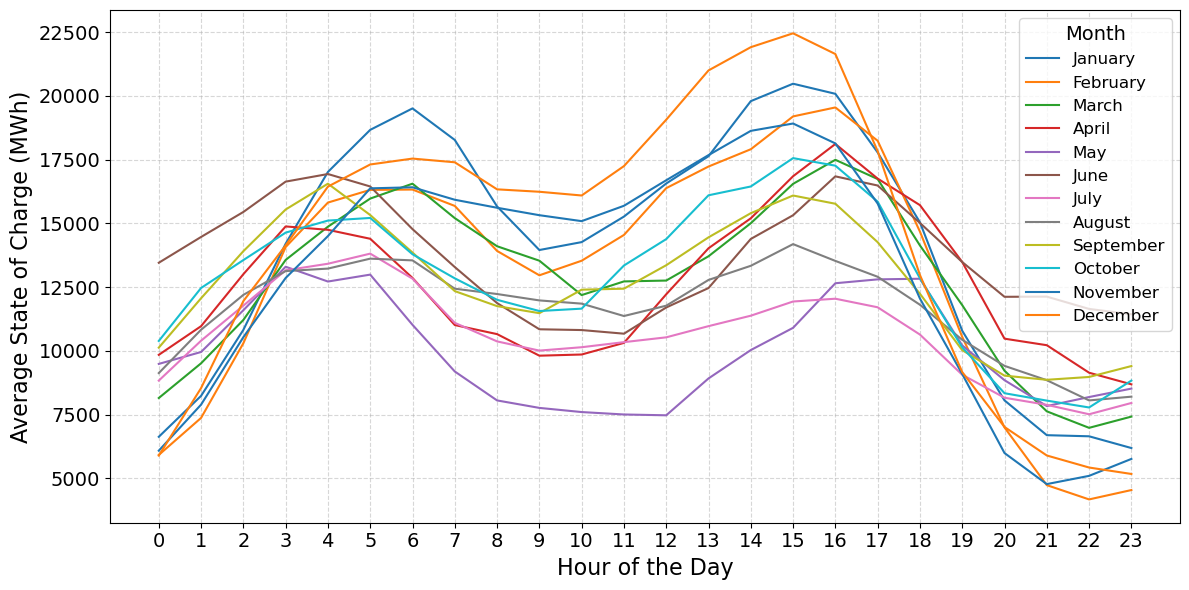 22500
20000
17500
15000
12500
10000
7500
5000
Average State of Charge (MWh)
Month
January
February
March
April
May
June
July
August
September
October
November
December
0 1 2 3 4 5 6 7 8 9 10 11 12 13 14 15 16 17 18 19 20 21 22 23
Hour of the Day